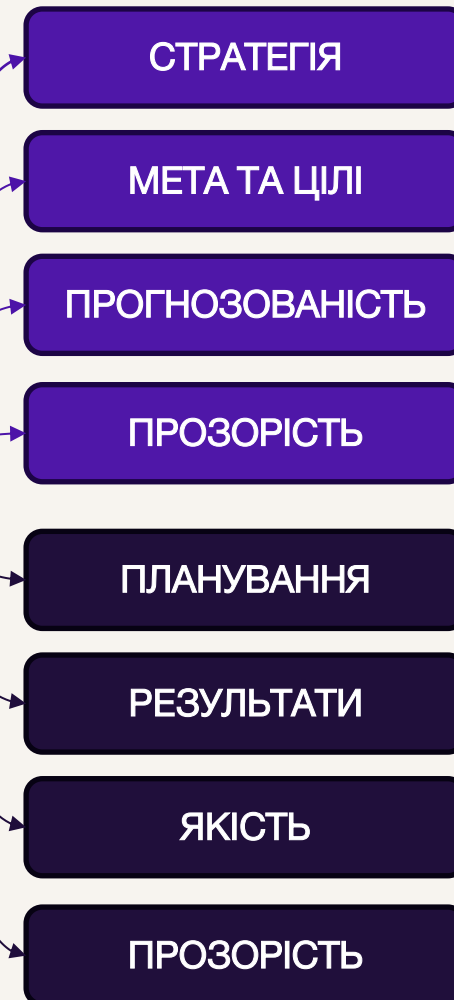 СТРАТЕГІЯ
МЕТА ТА ЦІЛІ
ПРОГНОЗОВАНІСТЬ
ПРОЗОРІСТЬ
ПЛАНУВАННЯ
РЕЗУЛЬТАТИ
ЯКІСТЬ
ПРОЗОРІСТЬ